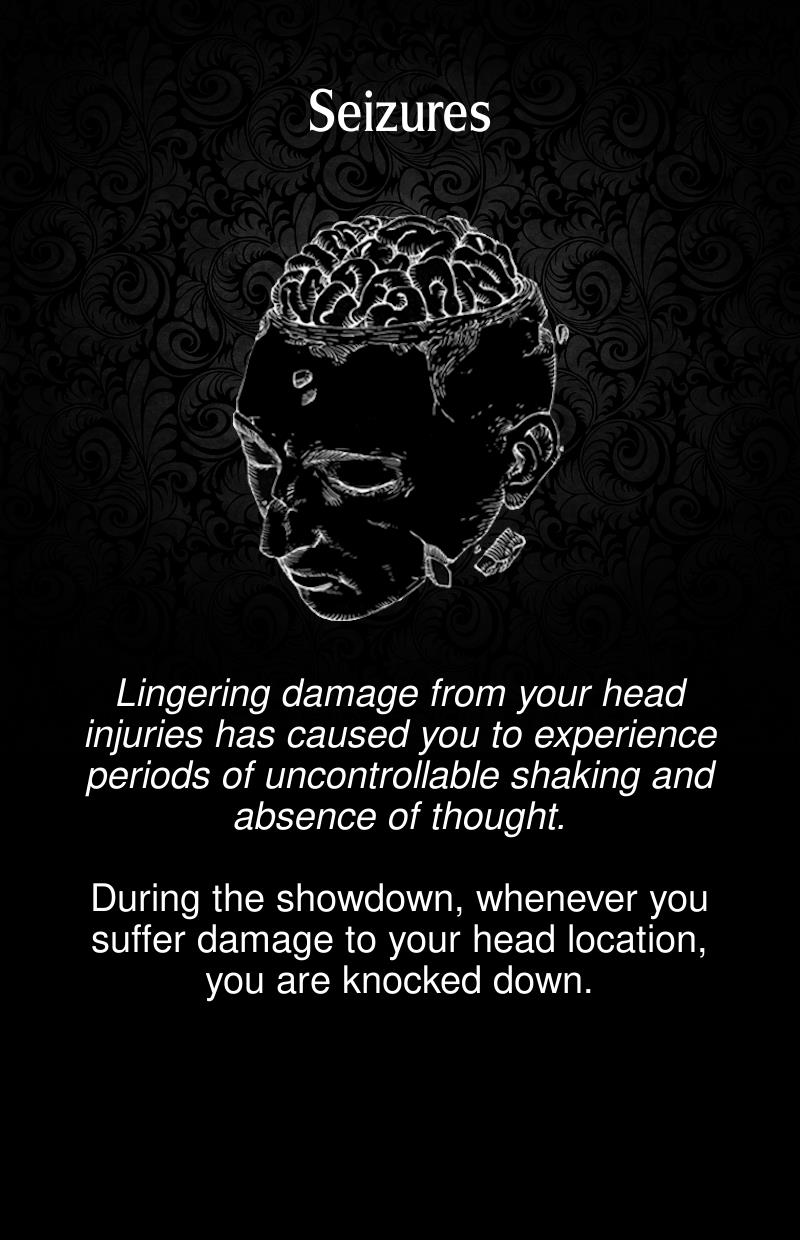 Seizures
Lingering damage from your head
injuries has caused you to experience
periods of uncontrollable shaking and
absence of thought.
During the showdown, whenever you
suffer damage to your head location,
you are knocked down.